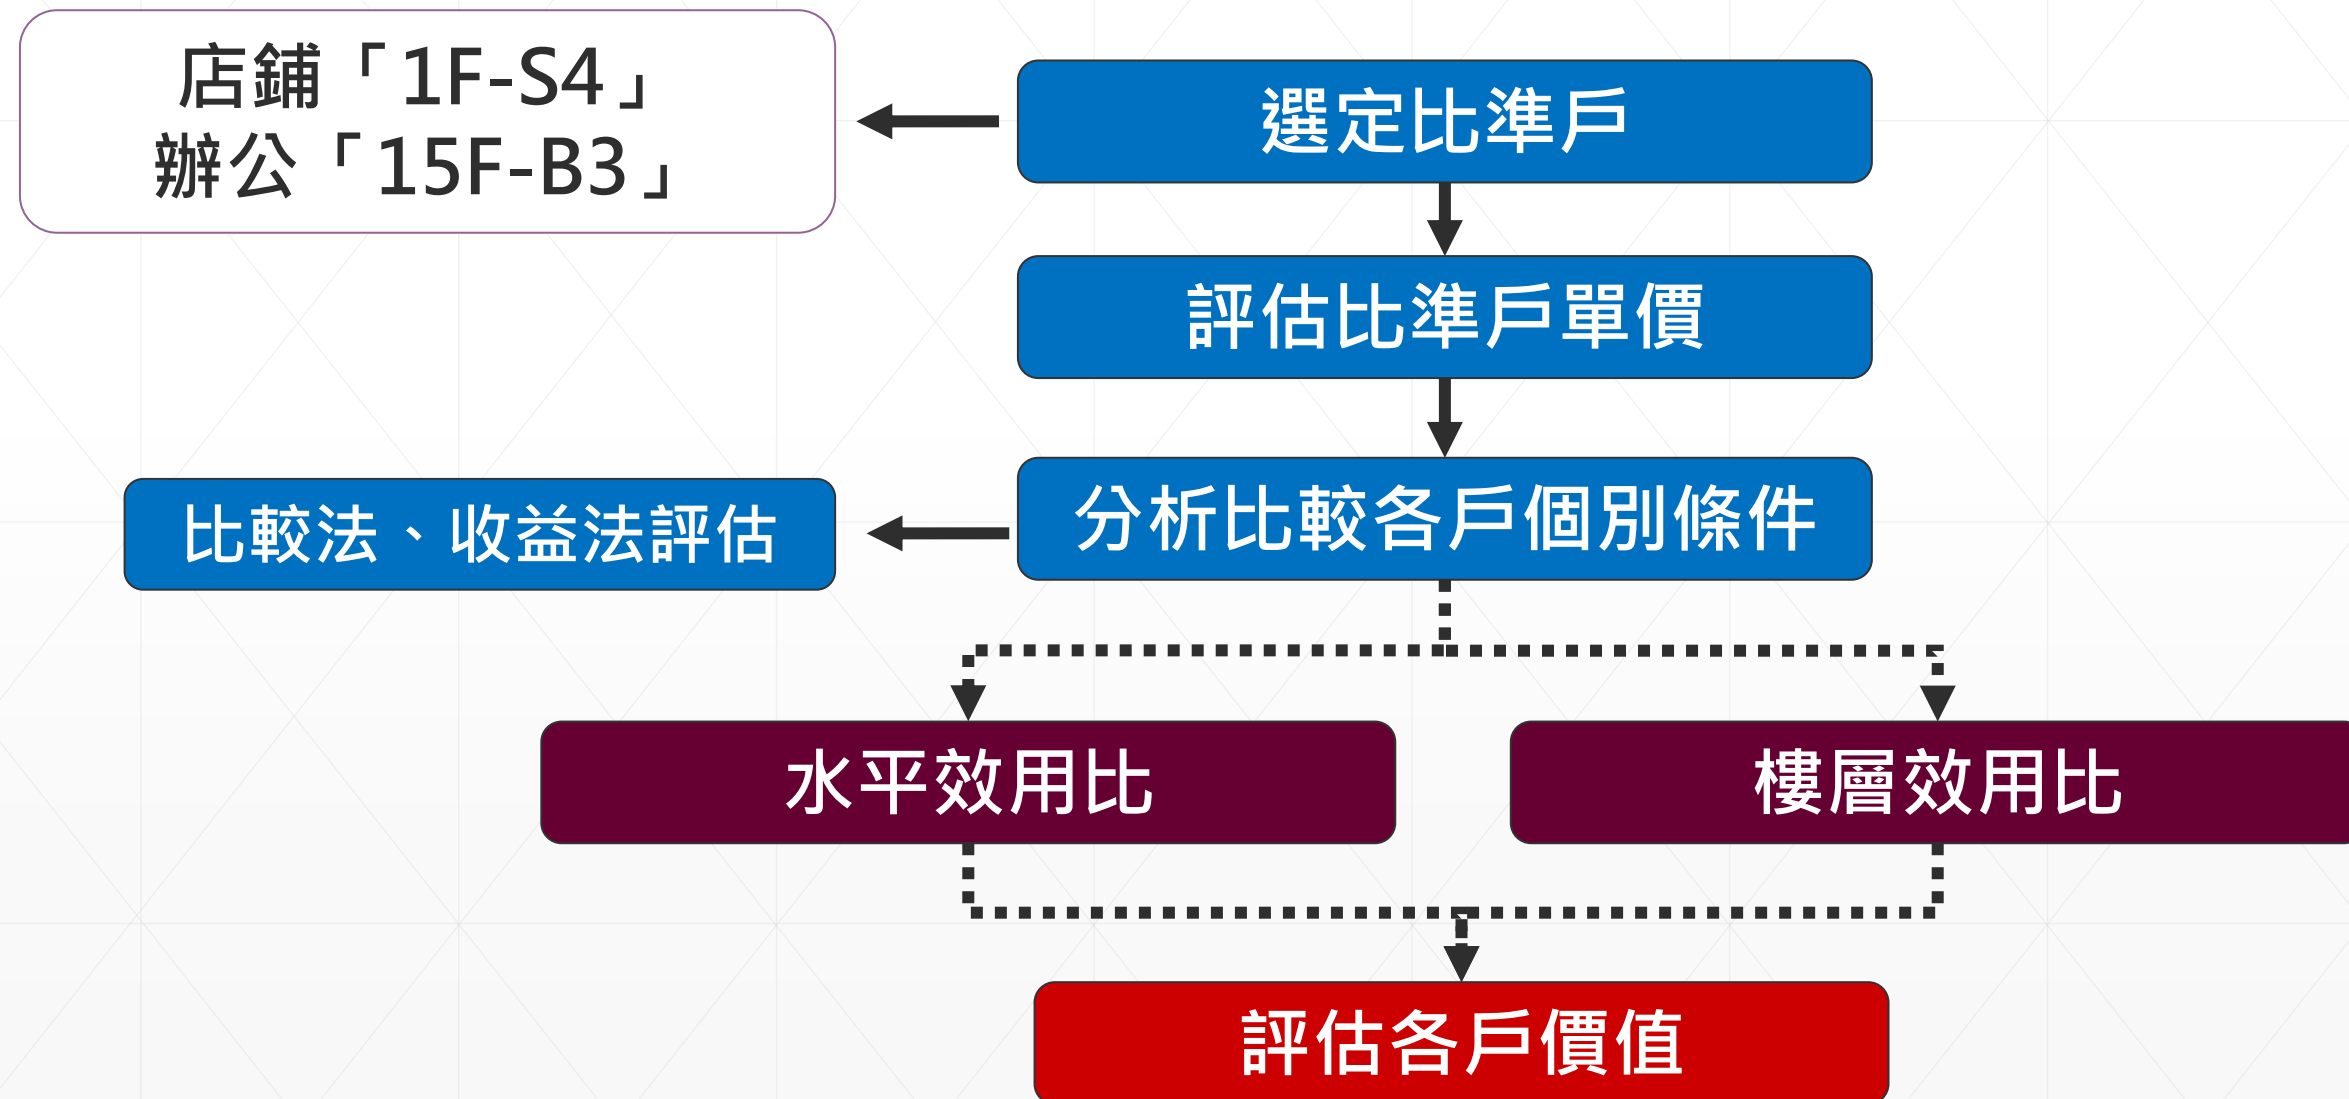 店鋪「1F-S4」
辦公「15F-B3」
選定比準戶
評估比準戶單價
分析比較各戶個別條件
比較法、收益法評估
水平效用比
樓層效用比
評估各戶價值